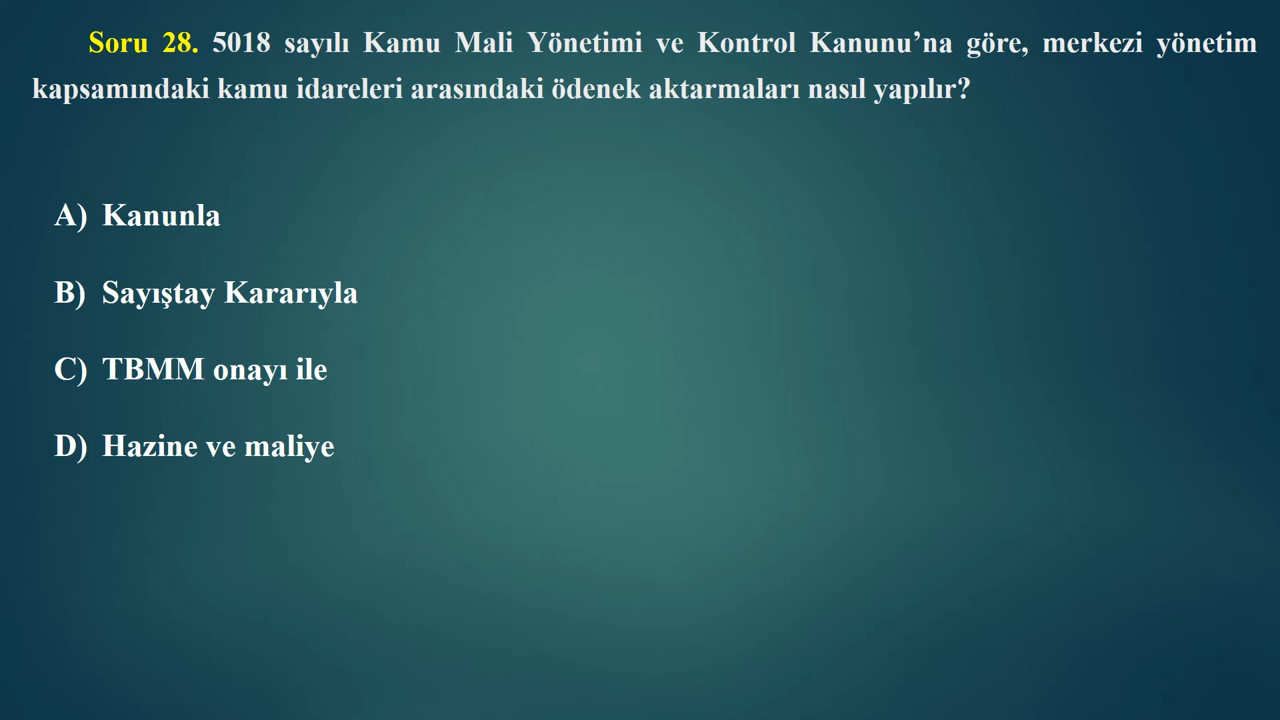 Soru 28. 5018 sayılı Kamu Mali Yönetimi ve Kontrol Kanunu’na göre, merkezi yönetim
kapsamındaki kamu idareleri arasındaki ödenek aktarmaları nasıl yapılır?
A) Kanunla
B) Sayıştay Kararıyla
C) TBMM onayı ile
D) Hazine ve maliye